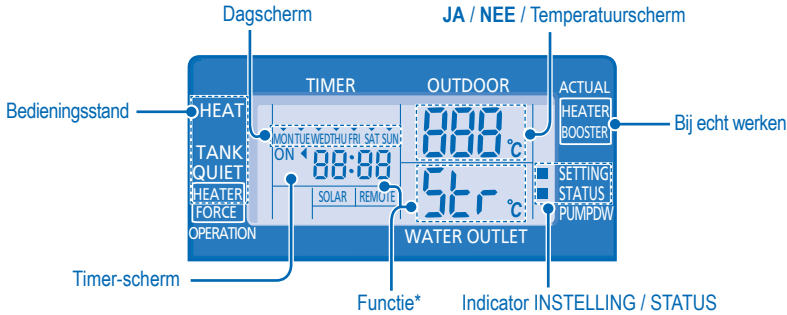 Dagscherm
JA / NEE / Temperatuurscherm
TIMER
OUTDOOR
ACTUAL
Bedieningsstand
HEAT
HEATER
BOOSTER
Bij echt werken
MON TUE WED THU FRI SAT SUN
888 °C
ON 88:88
TANK
QUIET
SETTING
HEATER
SOLAR
REMOTE
Str °C
STATUS
FORCE
PUMPDW
OPERATION
WATER OUTLET
Timer-scherm
Functie*
Indicator INSTELLING / STATUS